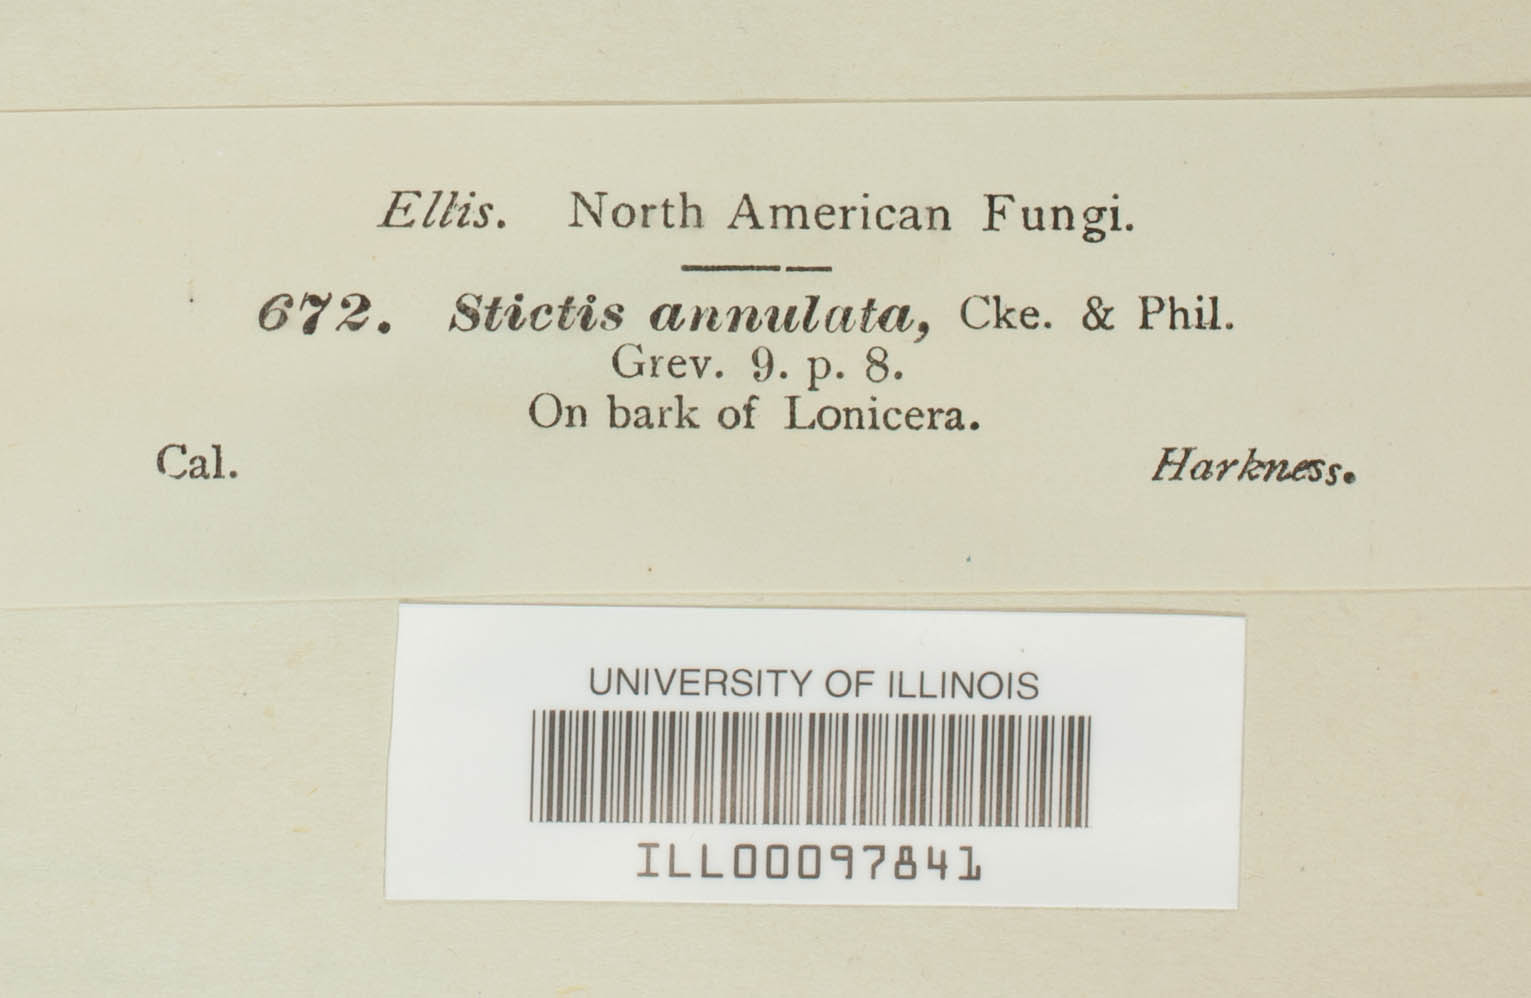 Ellis. North American Fungi.
672. Stictis annulata, Cke. & Phil.
Grev. 9. p. 8.
On bark of Lonicera.
Cal. Harkness.
UNIVERSITY OF ILLINOIS
ILL00097841